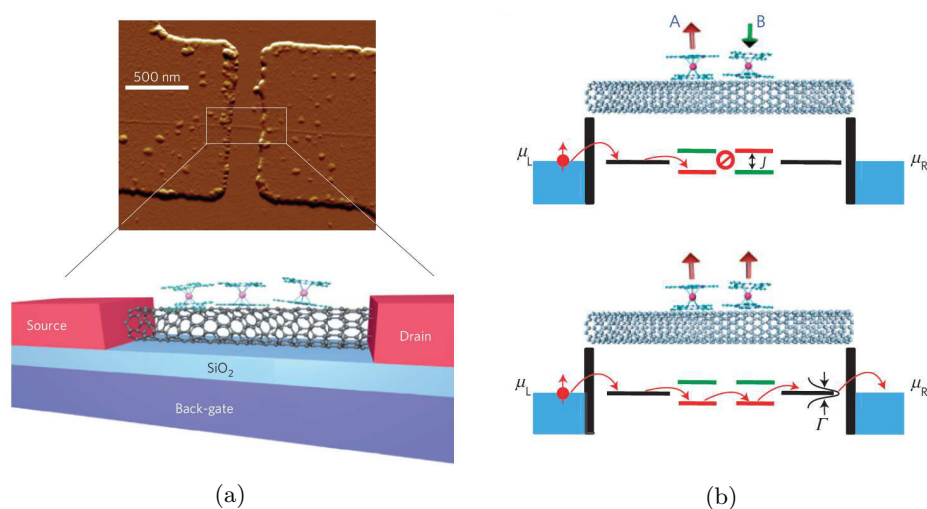 500 nm
Source
Drain
SiO₂
Back-gate
(a)
A
B
μL
J
μR
μL
Γ
μR
(b)